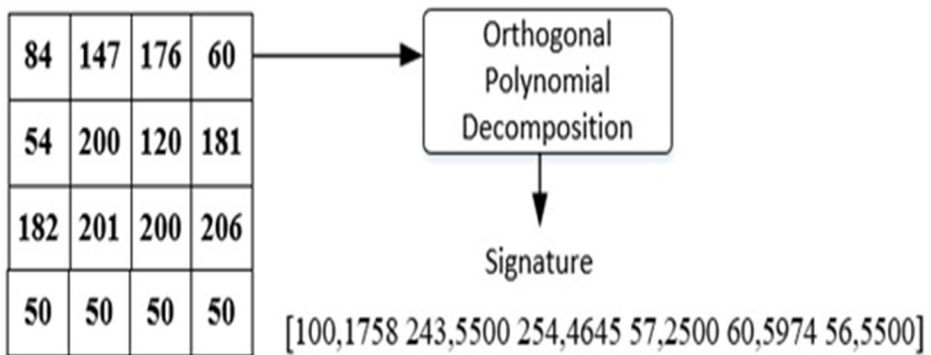 84 147 176 60
54 200 120 181
182 201 200 206
50 50 50 50
Orthogonal
Polynomial
Decomposition
Signature
[100,1758 243,5500 254,4645 57,2500 60,5974 56,5500]